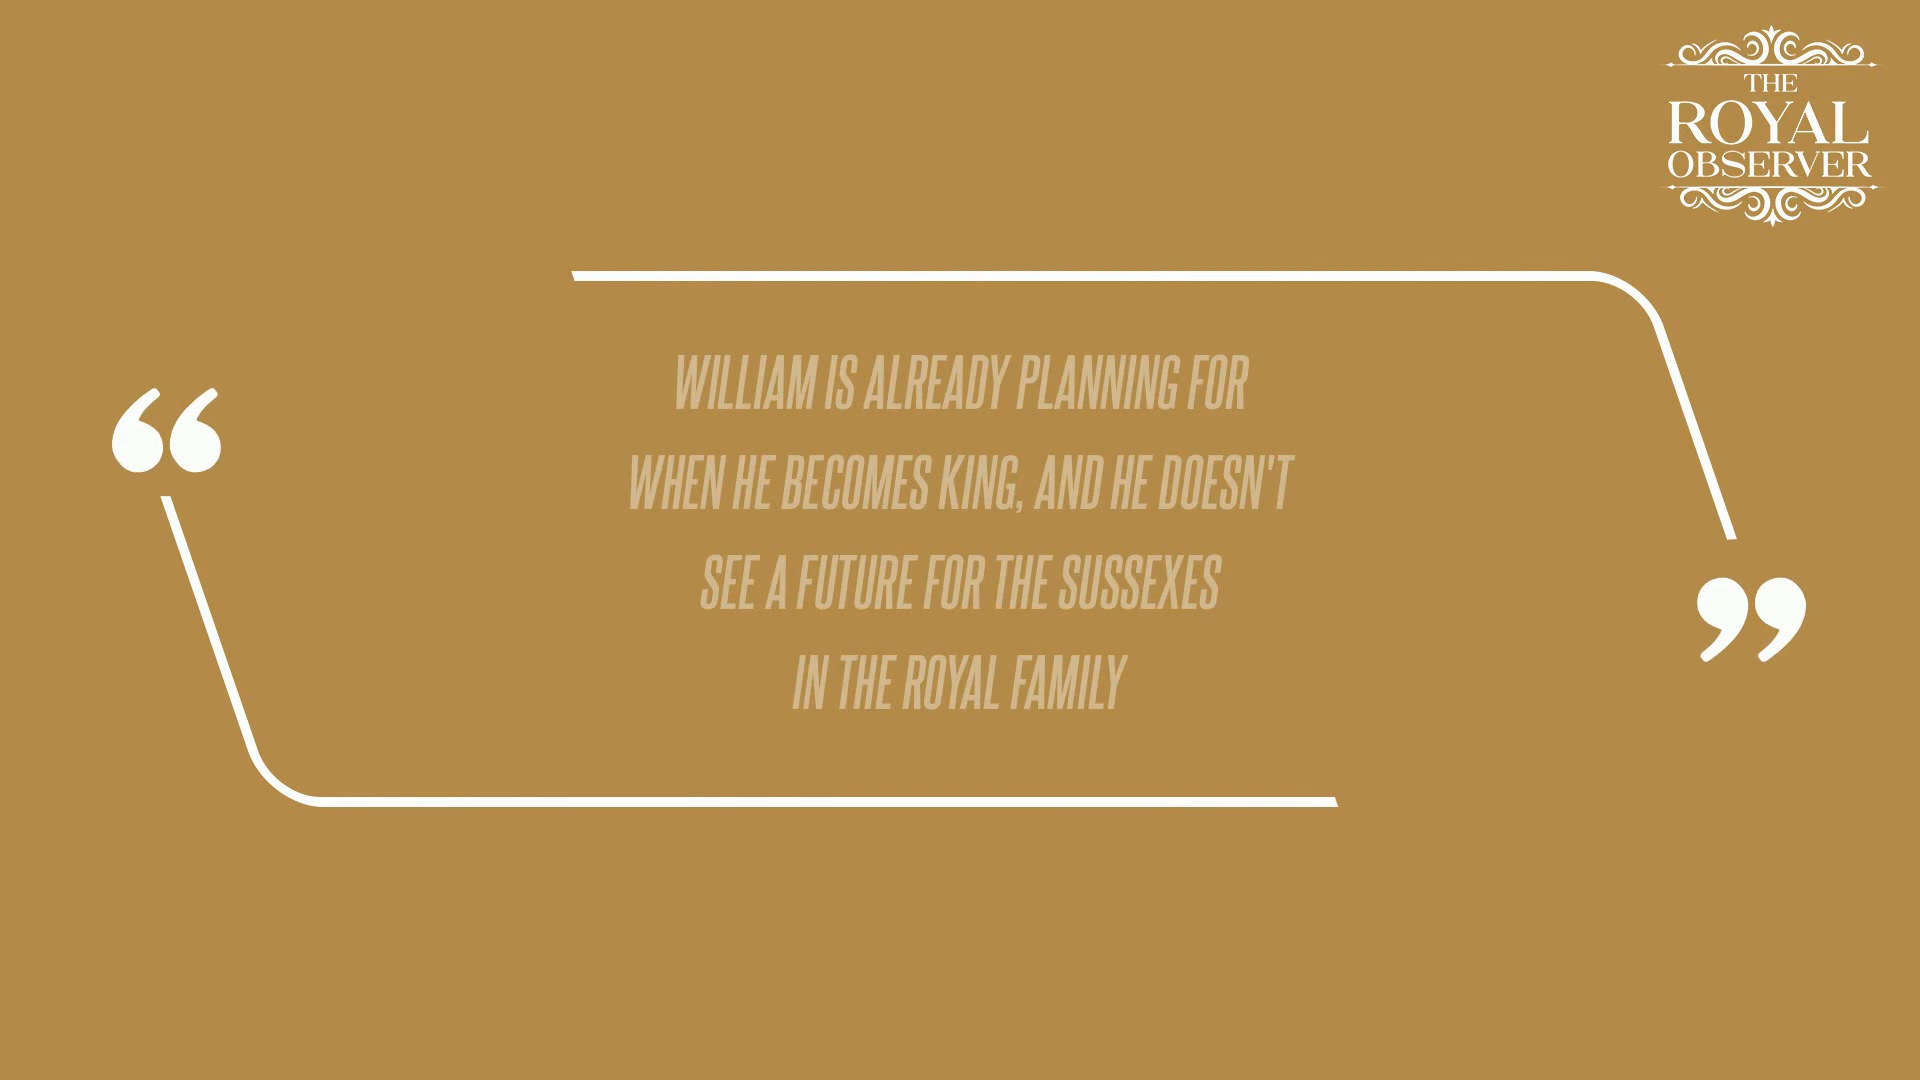 THE
ROYAL
OBSERVER
“
WILLIAM IS ALREADY PLANNING FOR
WHEN HE BECOMES KING, AND HE DOESN'T
SEE A FUTURE FOR THE SUSSEXES
IN THE ROYAL FAMILY
”